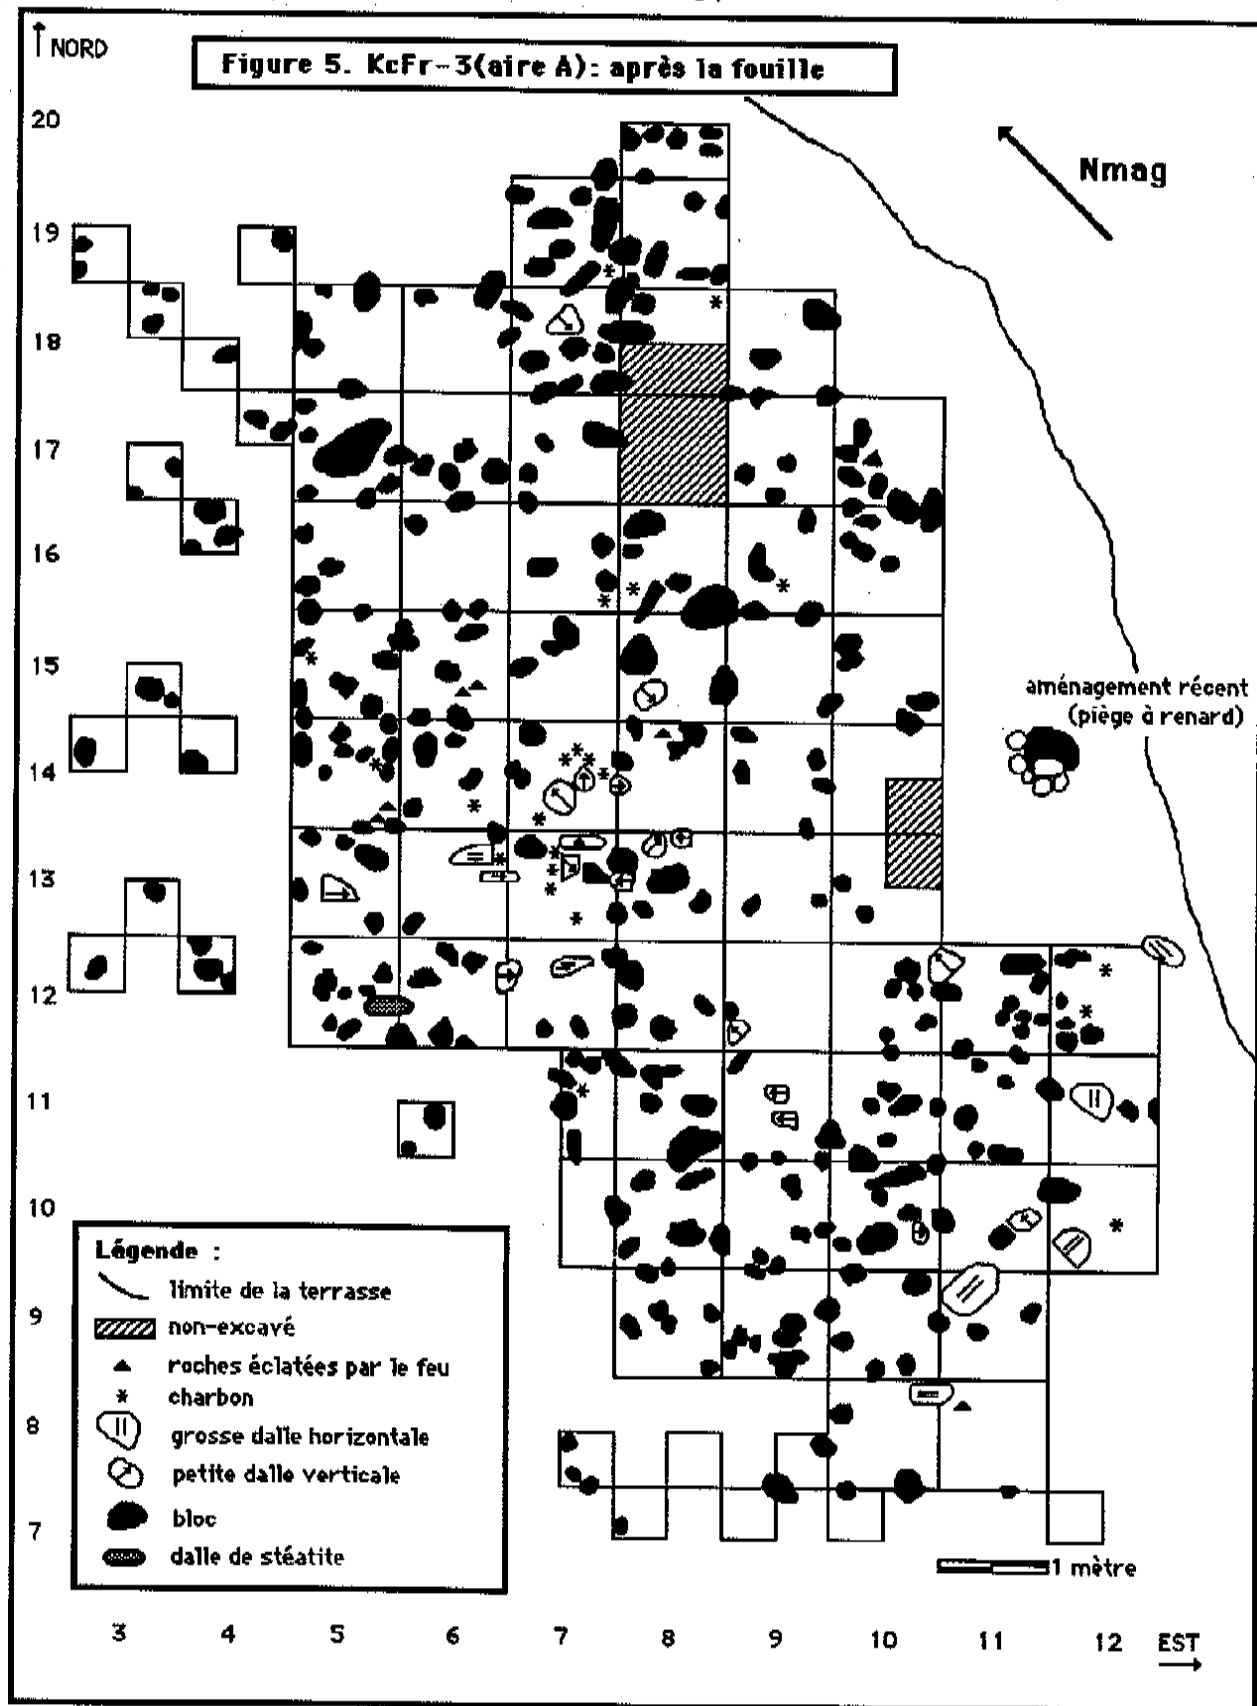 NORD
Figure 5. KcFr-3(aire A): après la fouille
20
Nmag
19
18
17
16
15
aménagement récent
(piège à renard)
14
13
12
11
10
Légende :
limite de la terrasse
9
non-excavé
roches éclatées par le feu
charbon
8
grosse dalle horizontale
petite dalle verticale
bloc
7
dalle de stéatite
1 mètre
3 4 5 6 7 8 9 10 11 12 EST